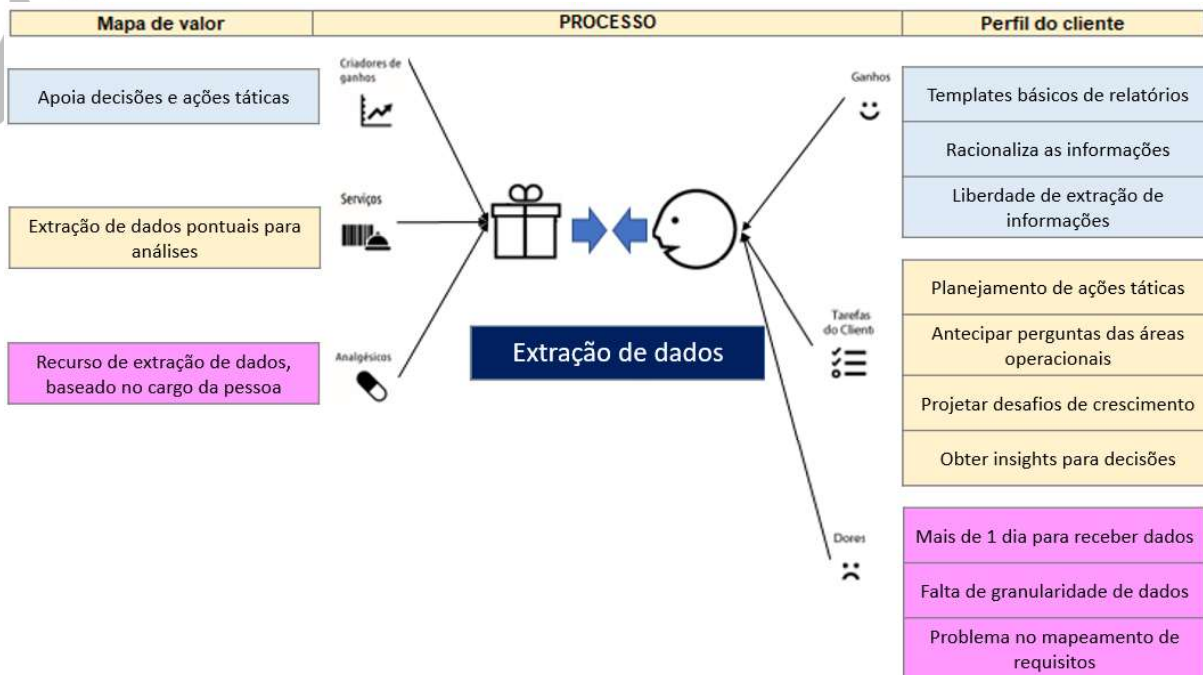 Mapa de valor
PROCESSO
Perfil do cliente
Apoia decisões e ações táticas
Extração de dados pontuais para
análises
Recurso de extração de dados,
baseado no cargo da pessoa
Criadores de
ganhos
Serviços
Analgésicos
Extração de dados
Ganhos
Tarefas
do Client
Dores
Templates básicos de relatórios
Racionaliza as informações
Liberdade de extração de
informações
Planejamento de ações táticas
Antecipar perguntas das áreas
operacionais
Projetar desafios de crescimento
Obter insights para decisões
Mais de 1 dia para receber dados
Falta de granularidade de dados
Problema no mapeamento de
requisitos